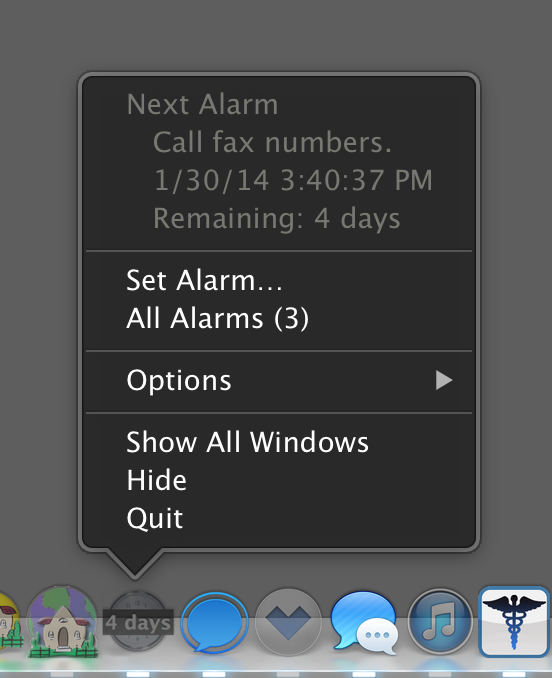 Next Alarm
Call fax numbers.
1/30/14 3:40:37 PM
Remaining: 4 days
Set Alarm...
All Alarms (3)
Options
Show All Windows
Hide
Quit
4 days